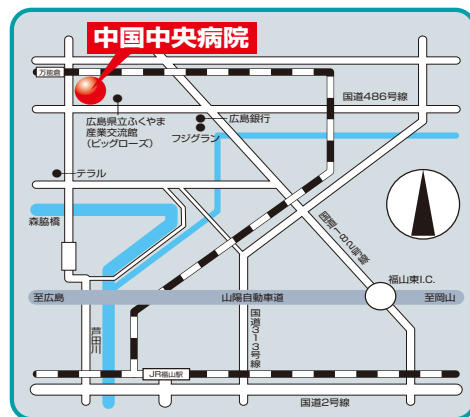 中国中央病院
万能倉
国道486号線
広島県立ふくやま
産業交流館
(ビッグローズ)
広島銀行
フジグラン
テラル
森脇橋
国道182号線
福山東I.C.
至広島
山陽自動車道
至岡山
芦田川
国道313号線
JR福山駅
国道2号線